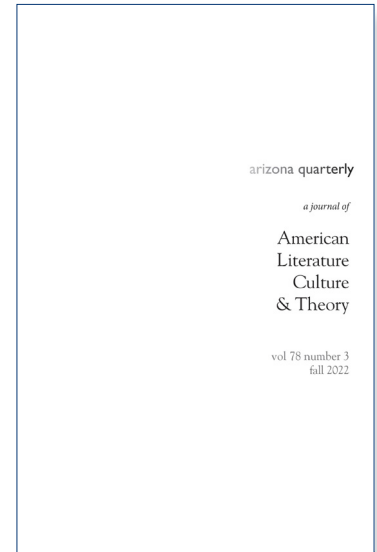 arizona quarterly
a journal of
American
Literature
Culture
& Theory
vol 78 number 3
fall 2022